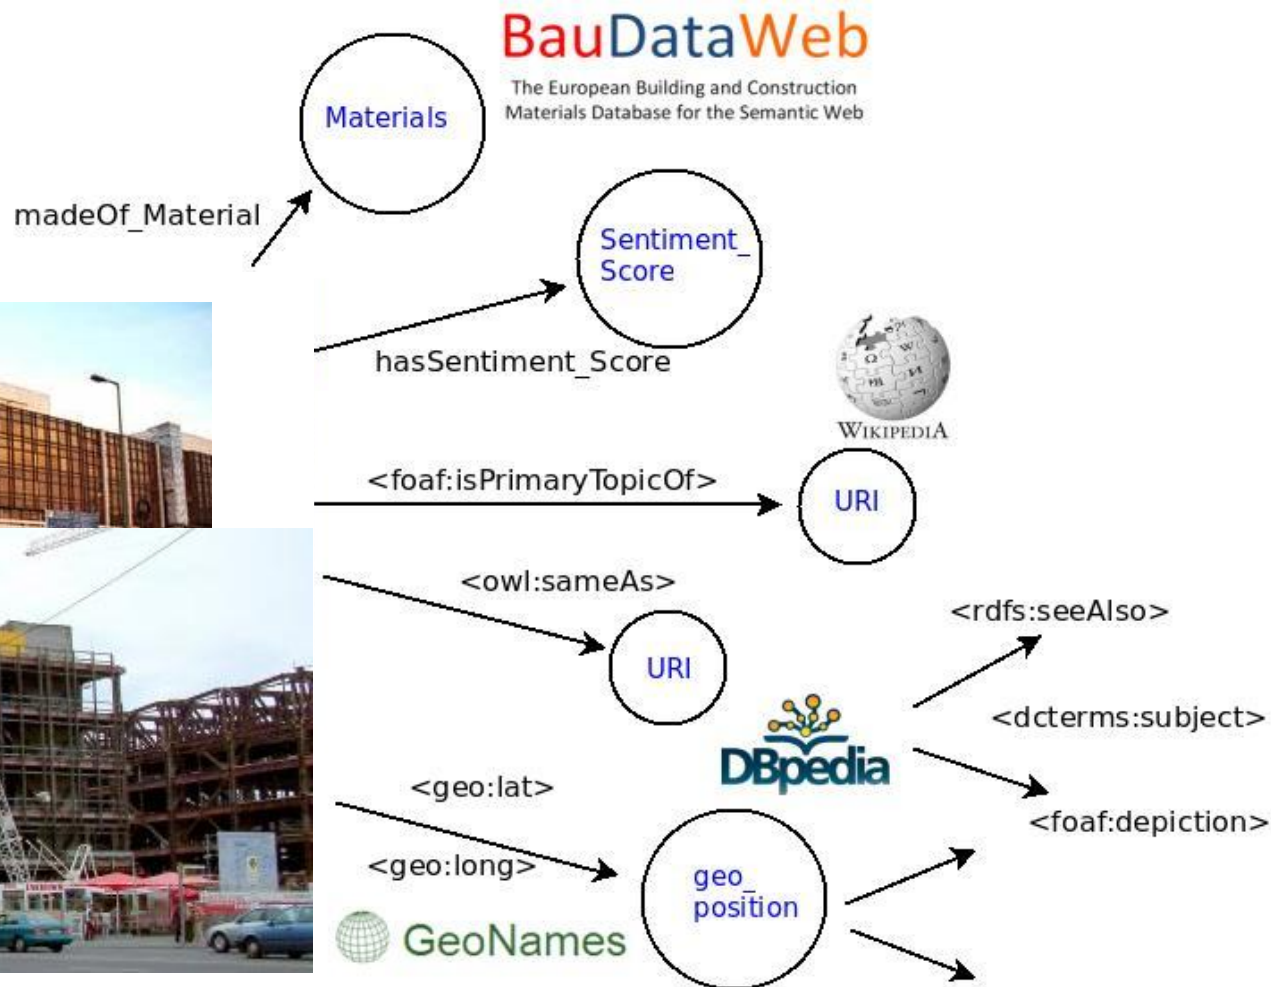 BauDataWeb
The European Building and Construction
Materials Database for the Semantic Web
Materials
madeOf_Material
Sentiment_
Score
hasSentiment_Score
WIKIPEDIA
<foaf:isPrimaryTopicOf>
URI
<owl:sameAs>
URI
<rdfs:seeAlso>
<dcterms:subject>
DBpedia
<foaf:depiction>
<geo:lat>
<geo:long>
geo_
position
GeoNames